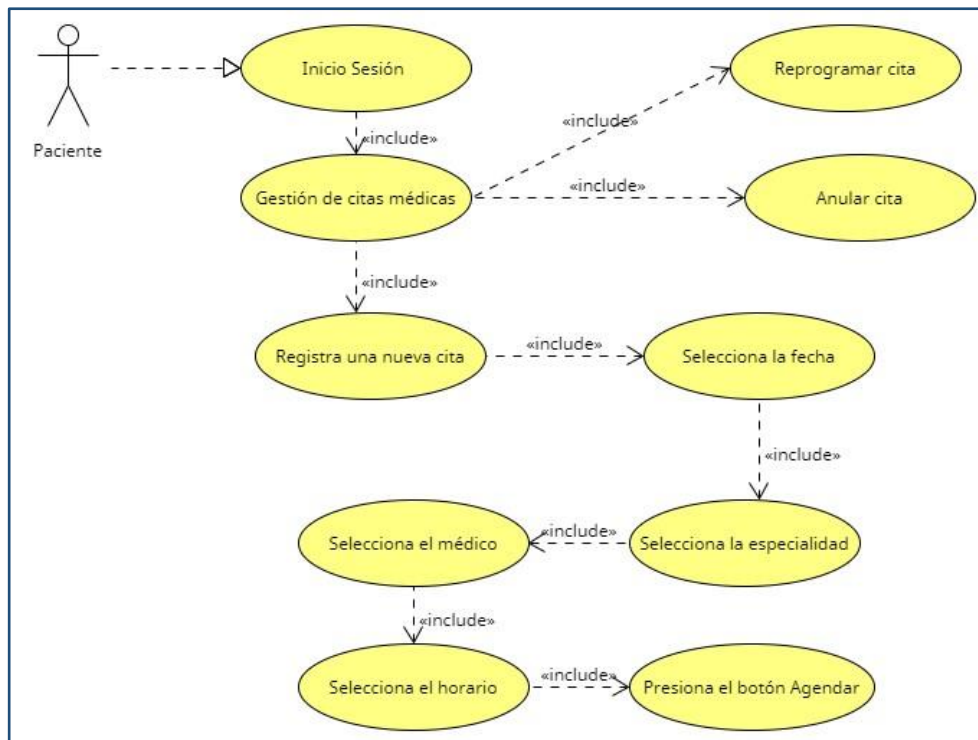 Inicio Sesión
Reprogramar cita
«include»
«include»
Paciente
Gestión de citas médicas
«include»
Anular cita
«include»
Registra una nueva cita
«include»
Selecciona la fecha
«include»
Selecciona el médico
«include»
Selecciona la especialidad
«include»
Selecciona el horario
«include»
Presiona el botón Agendar